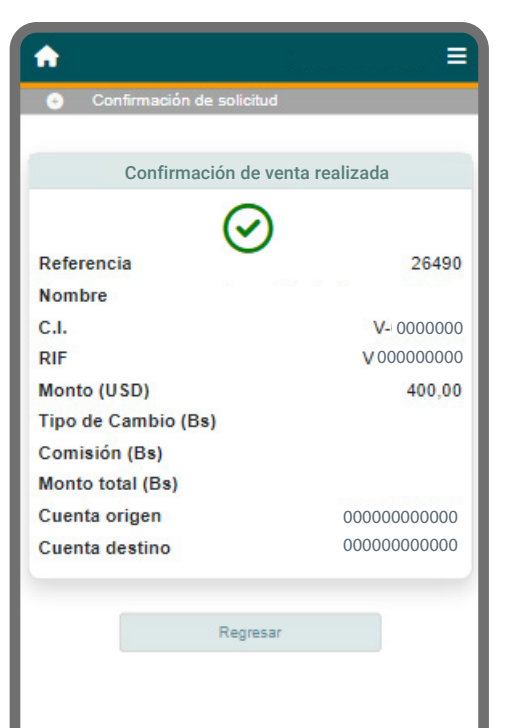 Confirmación de solicitud
Confirmación de venta realizada
Referencia 26490
Nombre
C.I. V- 0000000
RIF V 000000000
Monto (USD) 400,00
Tipo de Cambio (Bs)
Comisión (Bs)
Monto total (Bs)
Cuenta origen 000000000000
Cuenta destino 000000000000
Regresar